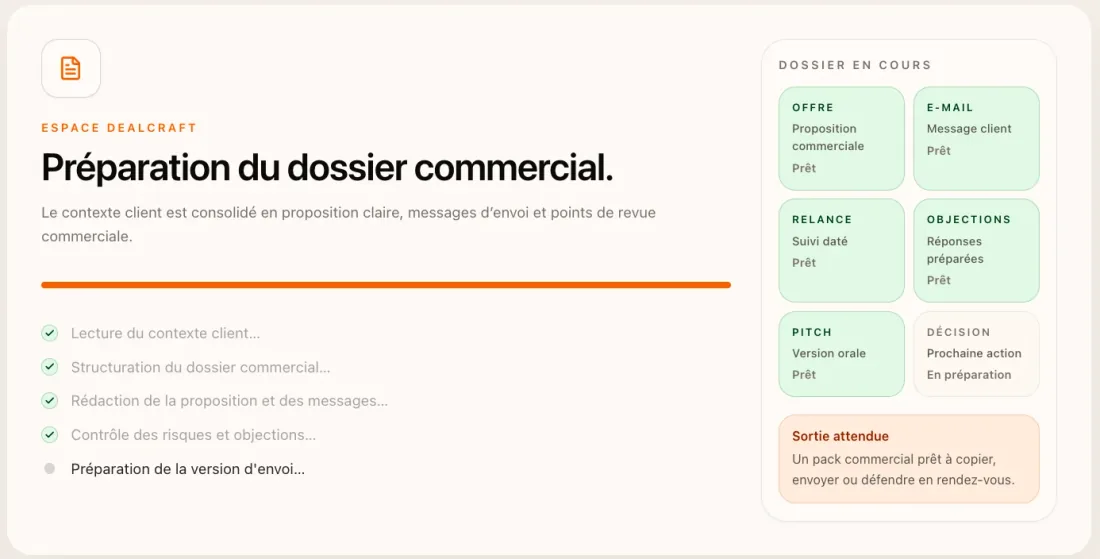 ESPACE DEALCRAFT
Préparation du dossier commercial.
Le contexte client est consolidé en proposition claire, messages d’envoi et points de revue
commerciale.
Lecture du contexte client...
Structuration du dossier commercial...
Rédaction de la proposition et des messages...
Contrôle des risques et objections...
Préparation de la version d'envoi...
DOSSIER EN COURS
OFFRE
Proposition
commerciale
Prêt
E-MAIL
Message client
Prêt
RELANCE
Suivi daté
Prêt
OBJECTIONS
Réponses
préparées
Prêt
PITCH
Version orale
Prêt
DÉCISION
Prochaine action
En préparation
Sortie attendue
Un pack commercial prêt à copier,
envoyer ou défendre en rendez-vous.